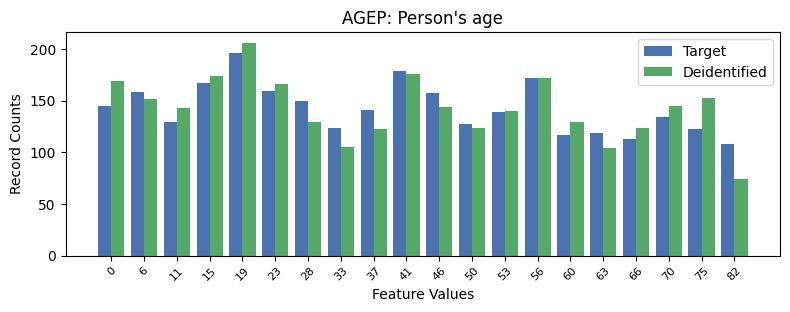 AGEP: Person's age
Target
Deidentified
Record Counts
200
150
100
50
0
0 6 11 15 19 23 28 33 37 41 46 50 53 56 60 63 66 70 75 82
Feature Values